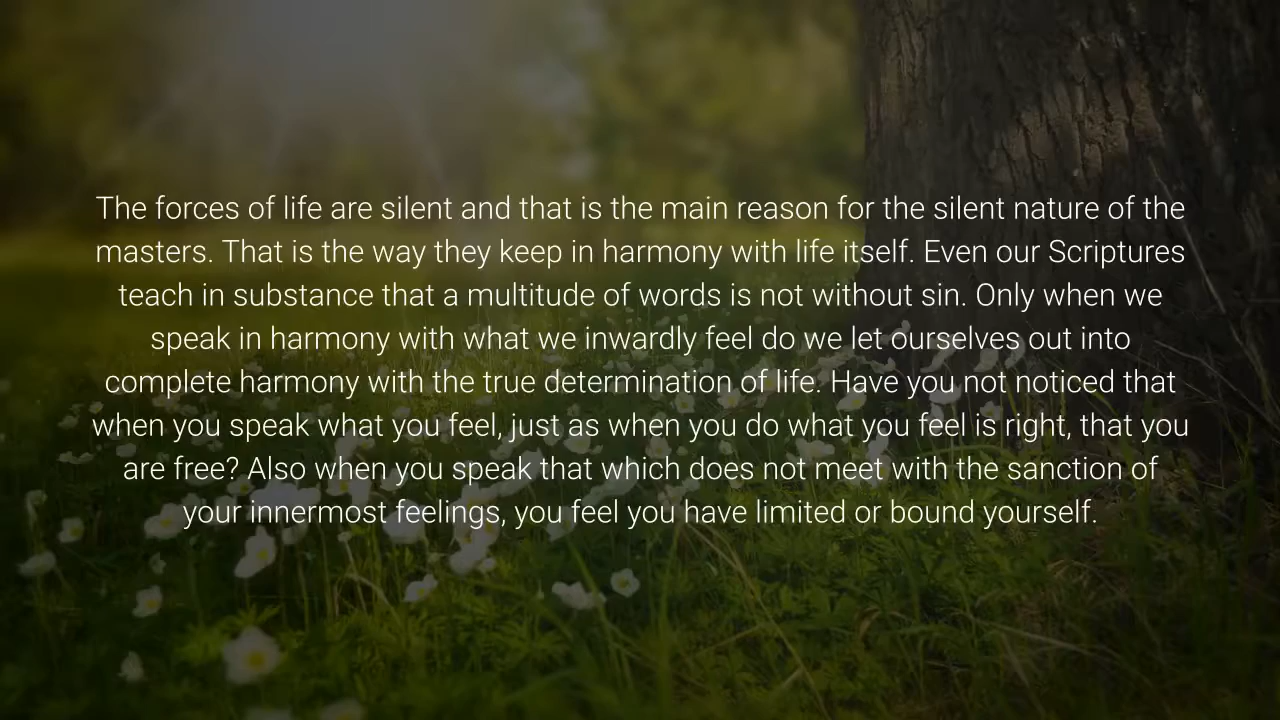 The forces of life are silent and that is the main reason for the silent nature of the
masters. That is the way they keep in harmony with life itself. Even our Scriptures
teach in substance that a multitude of words is not without sin. Only when we
speak in harmony with what we inwardly feel do we let ourselves out into
complete harmony with the true determination of life. Have you not noticed that
when you speak what you feel, just as when you do what you feel is right, that you
are free? Also when you speak that which does not meet with the sanction of
your innermost feelings, you feel you have limited or bound yourself.